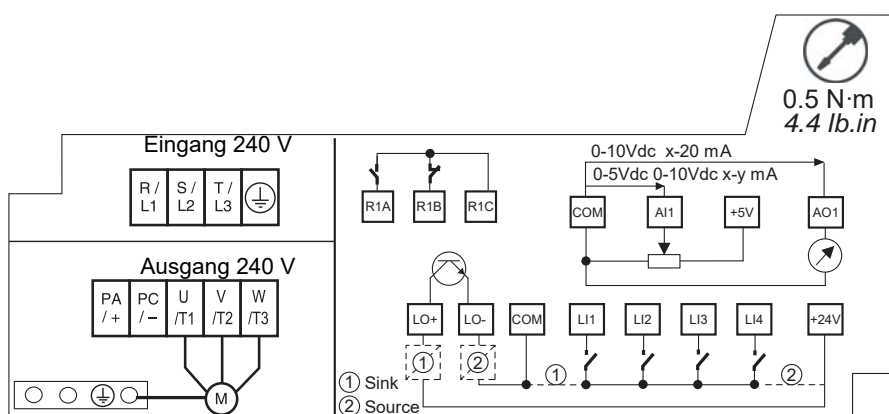 0.5 N·m
4.4 lb.in
Eingang 240 V
R / L1
S / L2
T / L3
Ausgang 240 V
PA / +
PC / –
U /T1
V /T2
W /T3
M
R1A
R1B
R1C
0-10Vdc x-20 mA
0-5Vdc 0-10Vdc x-y mA
COM
AI1
+5V
AO1
LO+
LO-
COM
LI1
LI2
LI3
LI4
+24V
1
2
1
2
① Sink
② Source